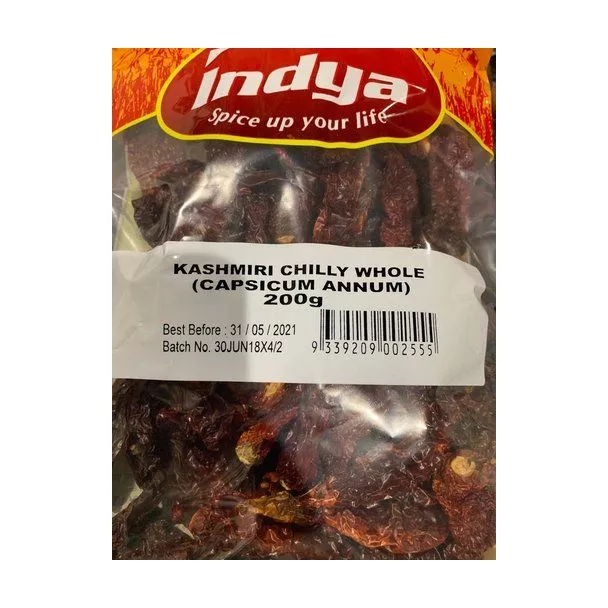 indya
Spice up your life
KASHMIRI CHILLY WHOLE
(CAPSICUM ANNUM)
200g
Best Before : 31 / 05 / 2021
Batch No. 30JUN18X4/2
9 339209 002555